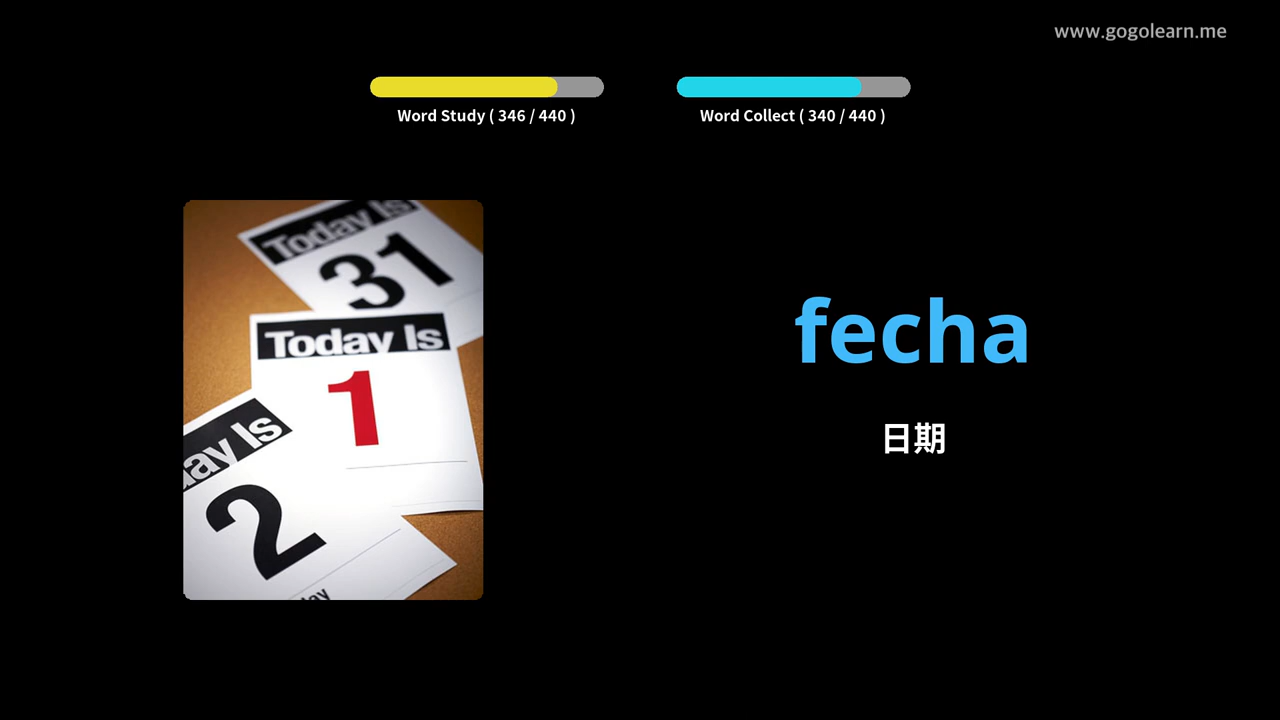 www.gogolearn.me
Word Study ( 346 / 440 )
Word Collect ( 340 / 440 )
Today Is
31
Today Is
1
ay Is
2
fecha
日期